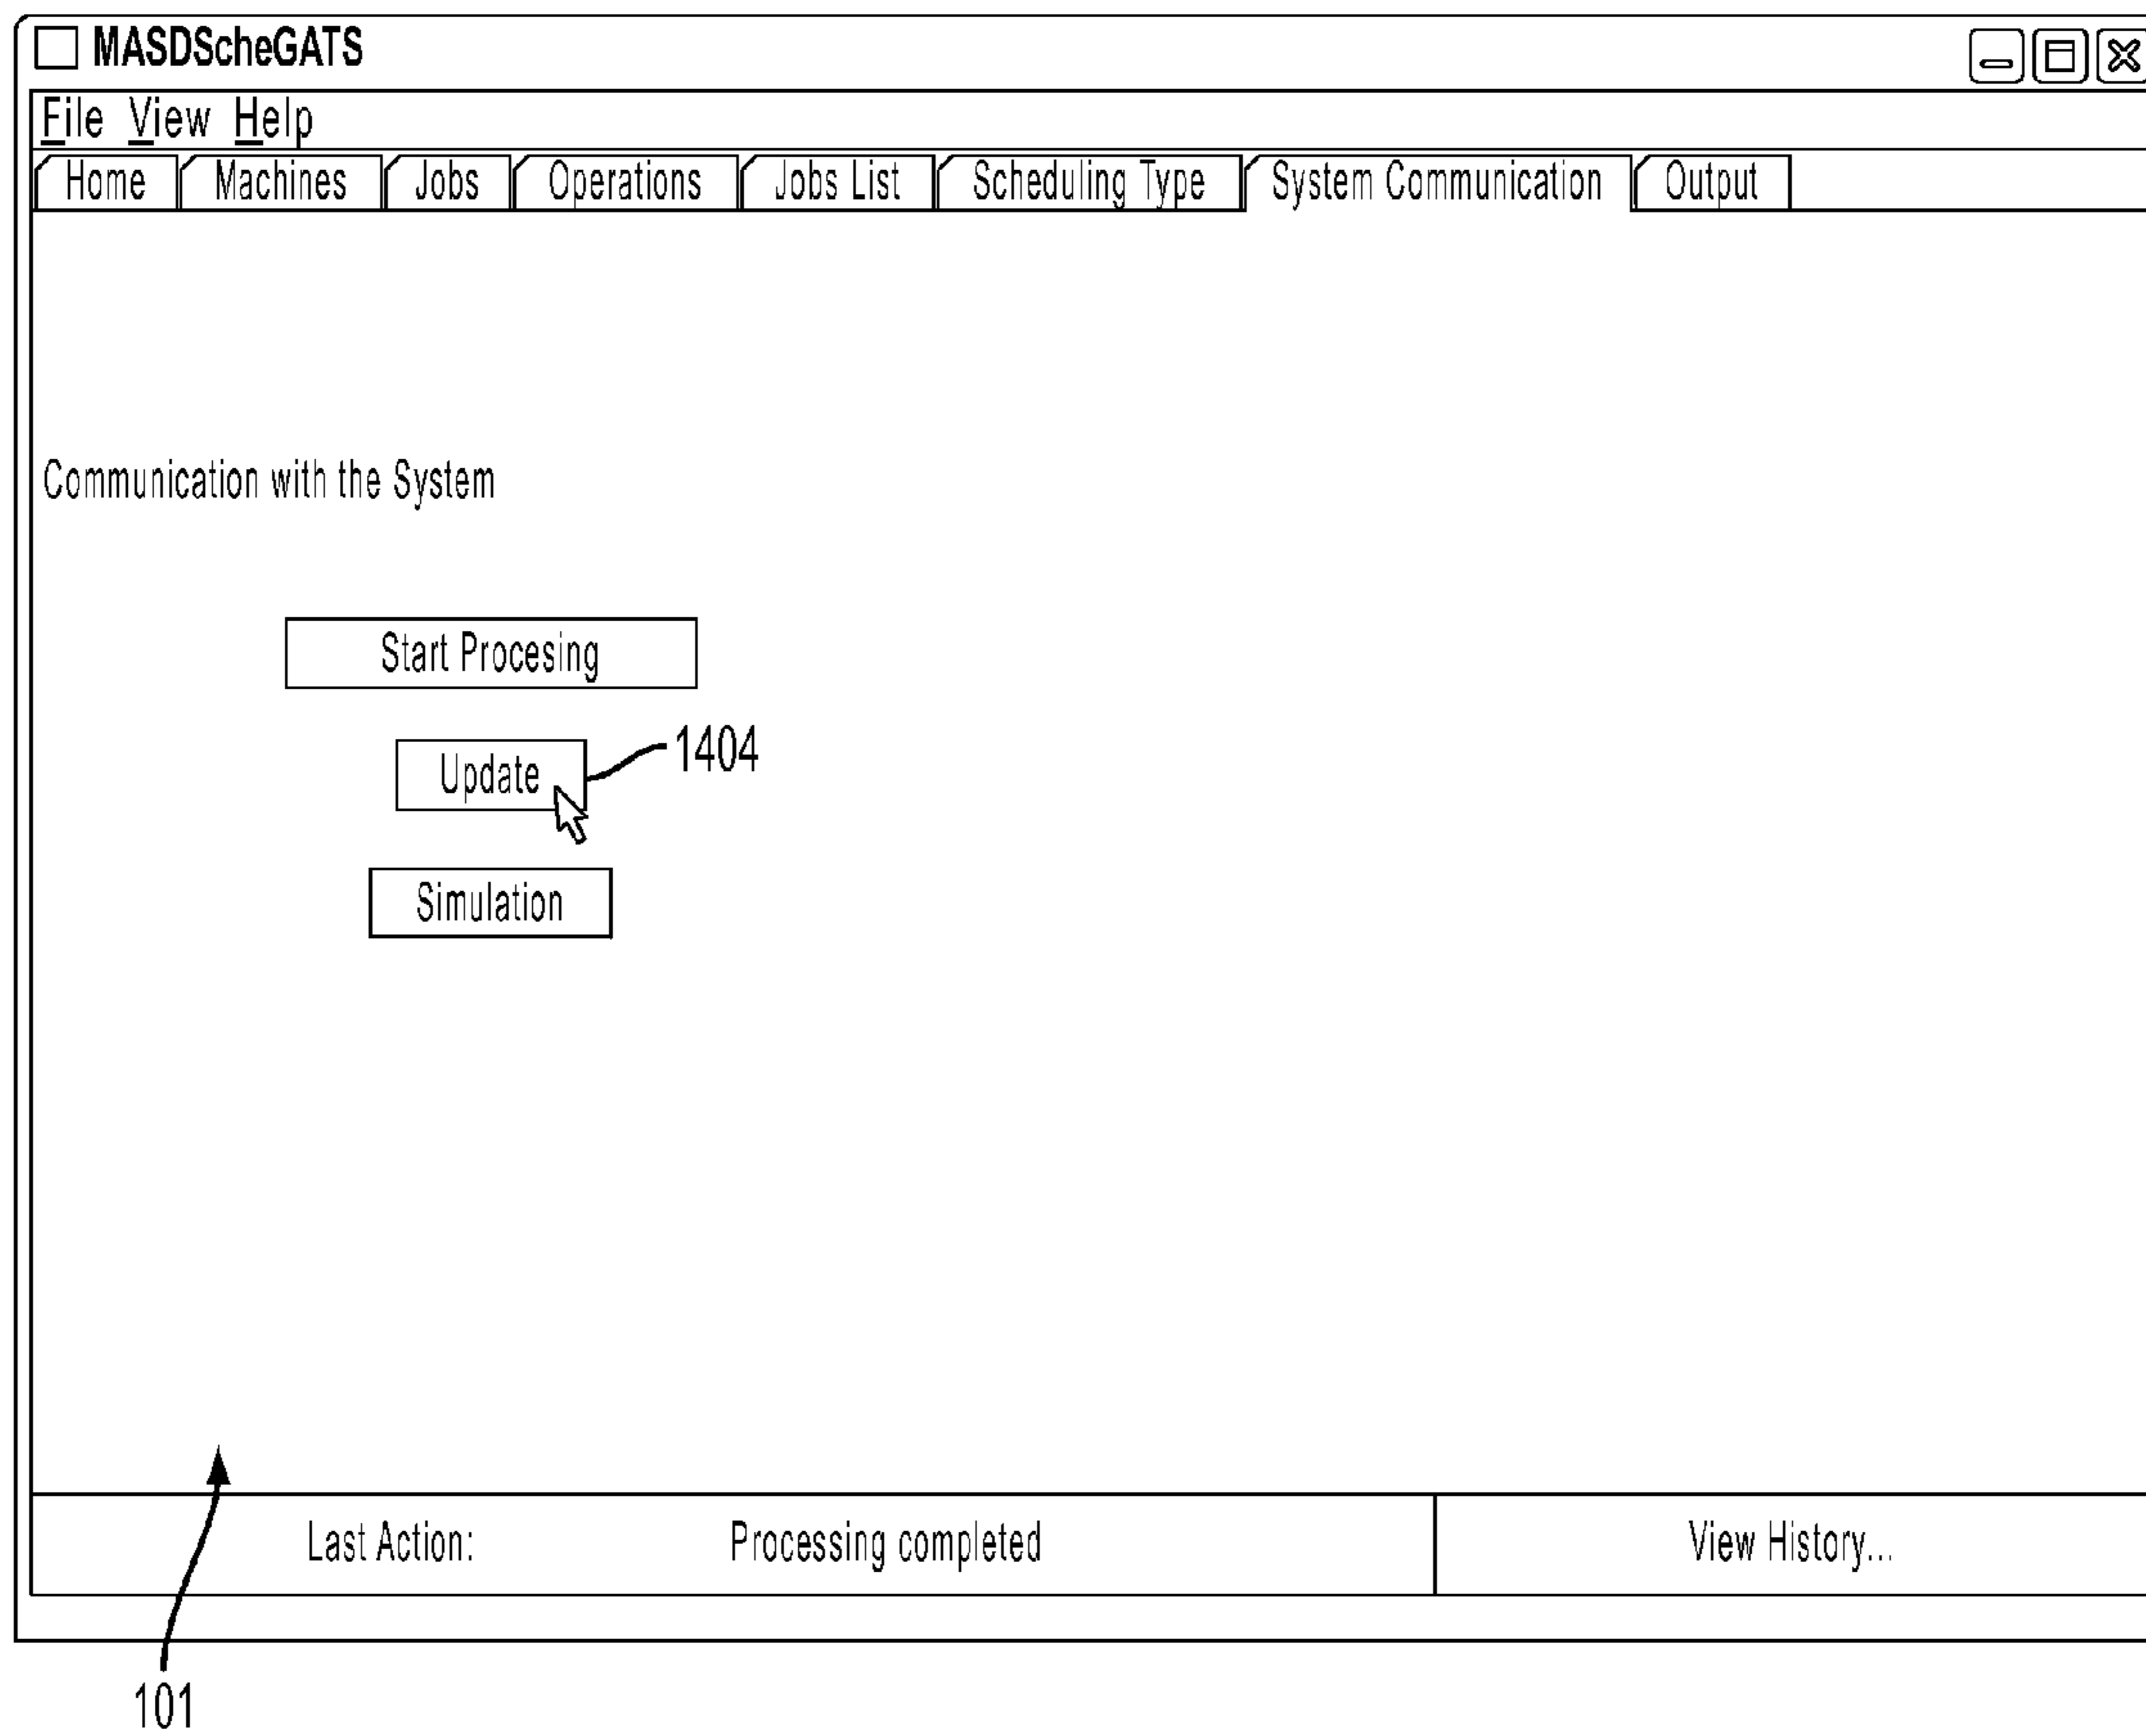 MASDScheGATS
File View Help
Home Machines Jobs Operations Jobs List Scheduling Type System Communication Output
Communication with the System
Start Procesing
Update
1404
Simulation
Last Action: Processing completed View History...
101